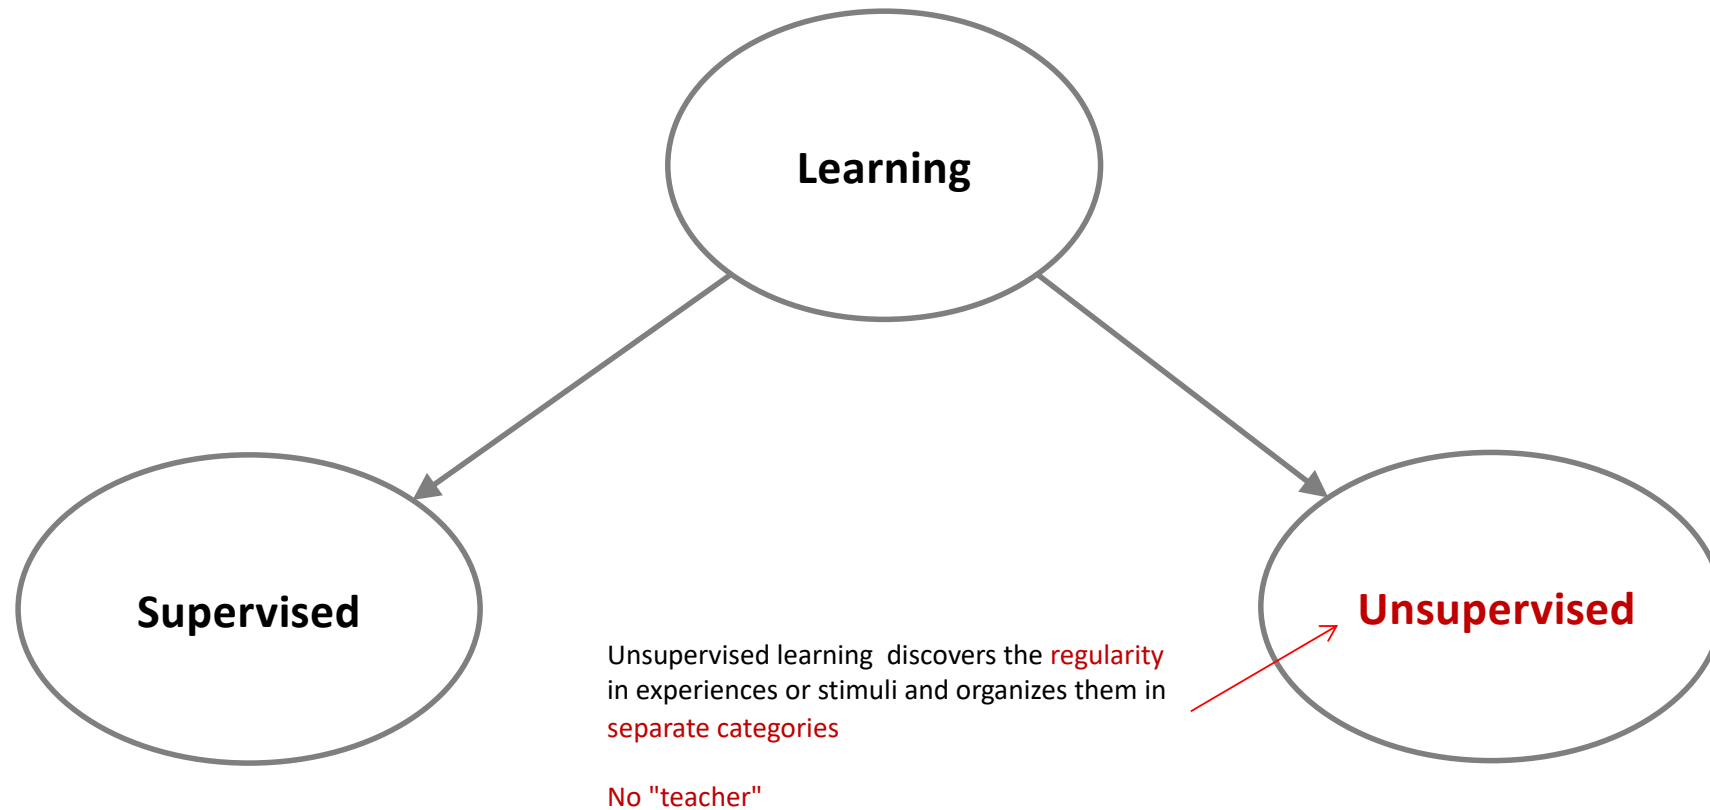 Learning
Supervised
Unsupervised
Unsupervised learning  discovers the regularity
in experiences or stimuli and organizes them in
separate categories
No "teacher"